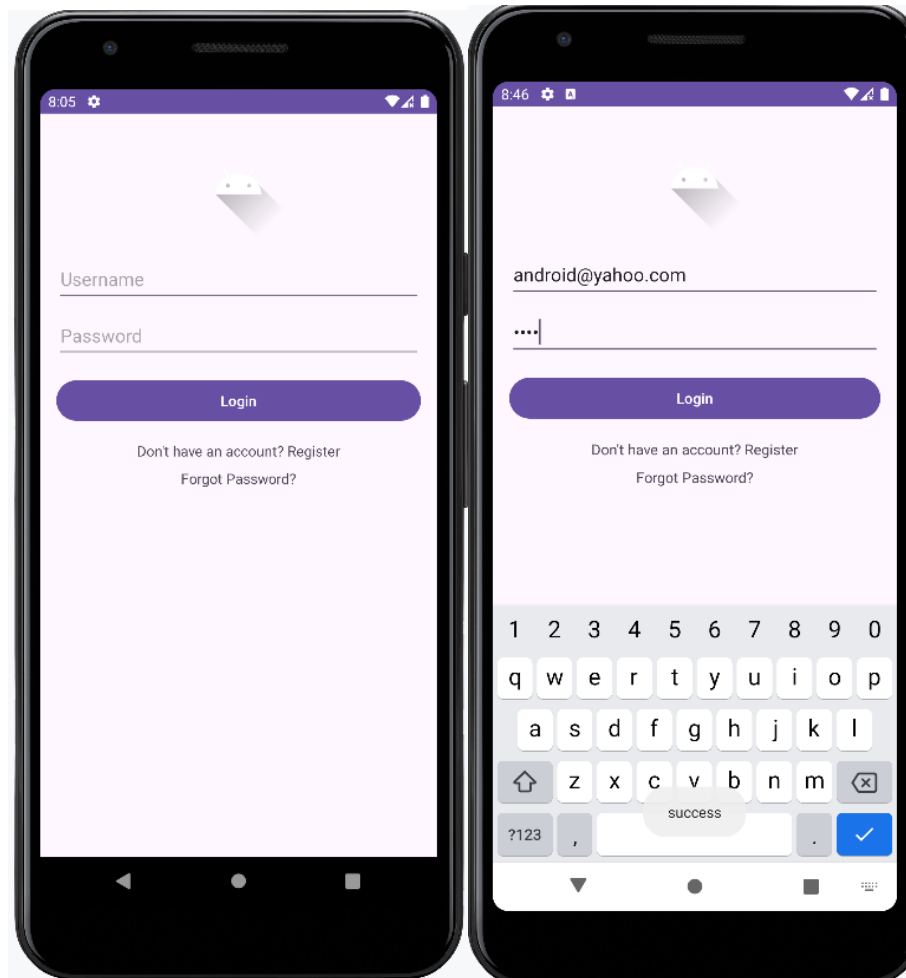 8:05
Username
Password
Login
Don't have an account? Register
Forgot Password?
8:46 A
android@yahoo.com
••••
Login
Don't have an account? Register
Forgot Password?
1 2 3 4 5 6 7 8 9 0
q w e r t y u i o p
a s d f g h j k l
z x c v b n m
success
?123 , .